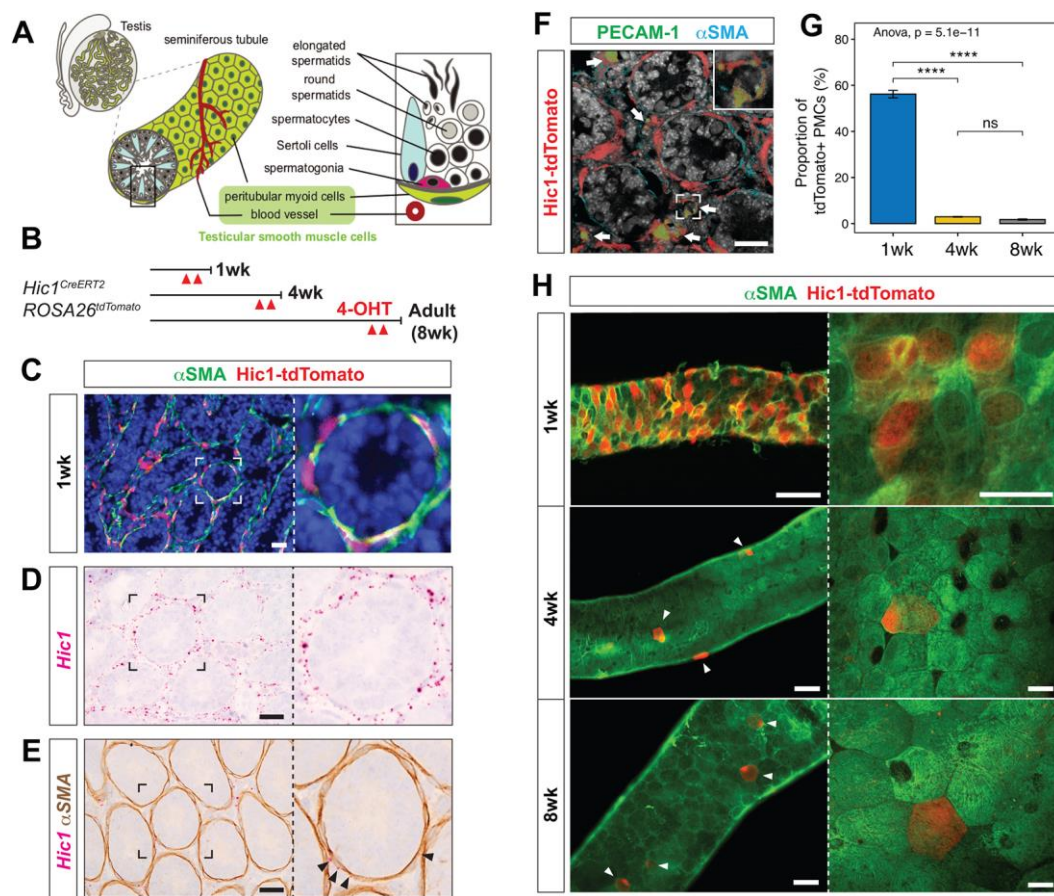 A
Testis
seminiferous tubule
elongated
spermatids
round
spermatids
spermatocytes
Sertoli cells
spermatogonia
peritubular myoid cells
blood vessel
Testicular smooth muscle cells
B
Hic1CreERT2
ROSA26tdTomato
1wk
4wk
4-OHT
Adult
(8wk)
C
αSMA Hic1-tdTomato
1wk
D
Hic1
E
Hic1 αSMA
F
PECAM-1 αSMA
Hic1-tdTomato
G
Anova, p = 5.1e−11
****
****
ns
Proportion of
tdTomato+ PMCs (%)
80
60
40
20
0
1wk
4wk
8wk
H
αSMA Hic1-tdTomato
1wk
4wk
8wk